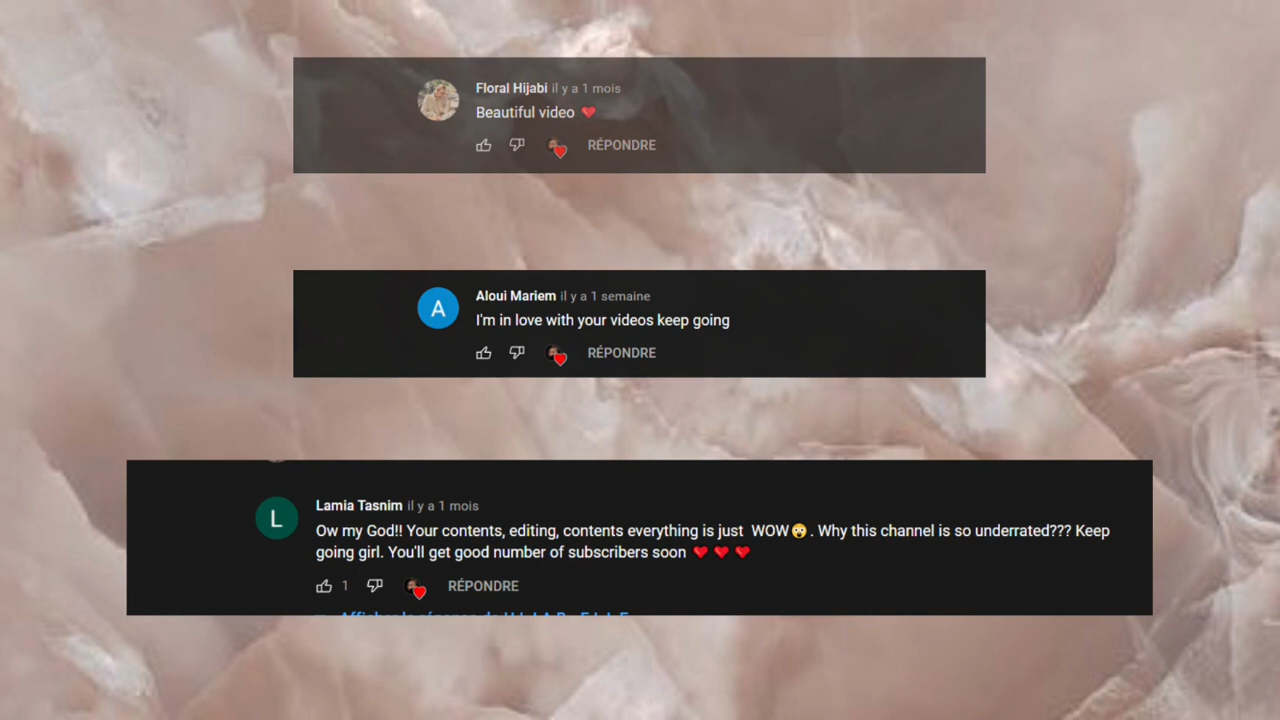 Floral Hijabi il y a 1 mois
Beautiful video ❤️
RÉPONDRE
A
Aloui Mariem il y a 1 semaine
I'm in love with your videos keep going
RÉPONDRE
L
Lamia Tasnim il y a 1 mois
Ow my God!! Your contents, editing, contents everything is just WOW😲. Why this channel is so underrated??? Keep
going girl. You'll get good number of subscribers soon ❤️ ❤️ ❤️
1 RÉPONDRE